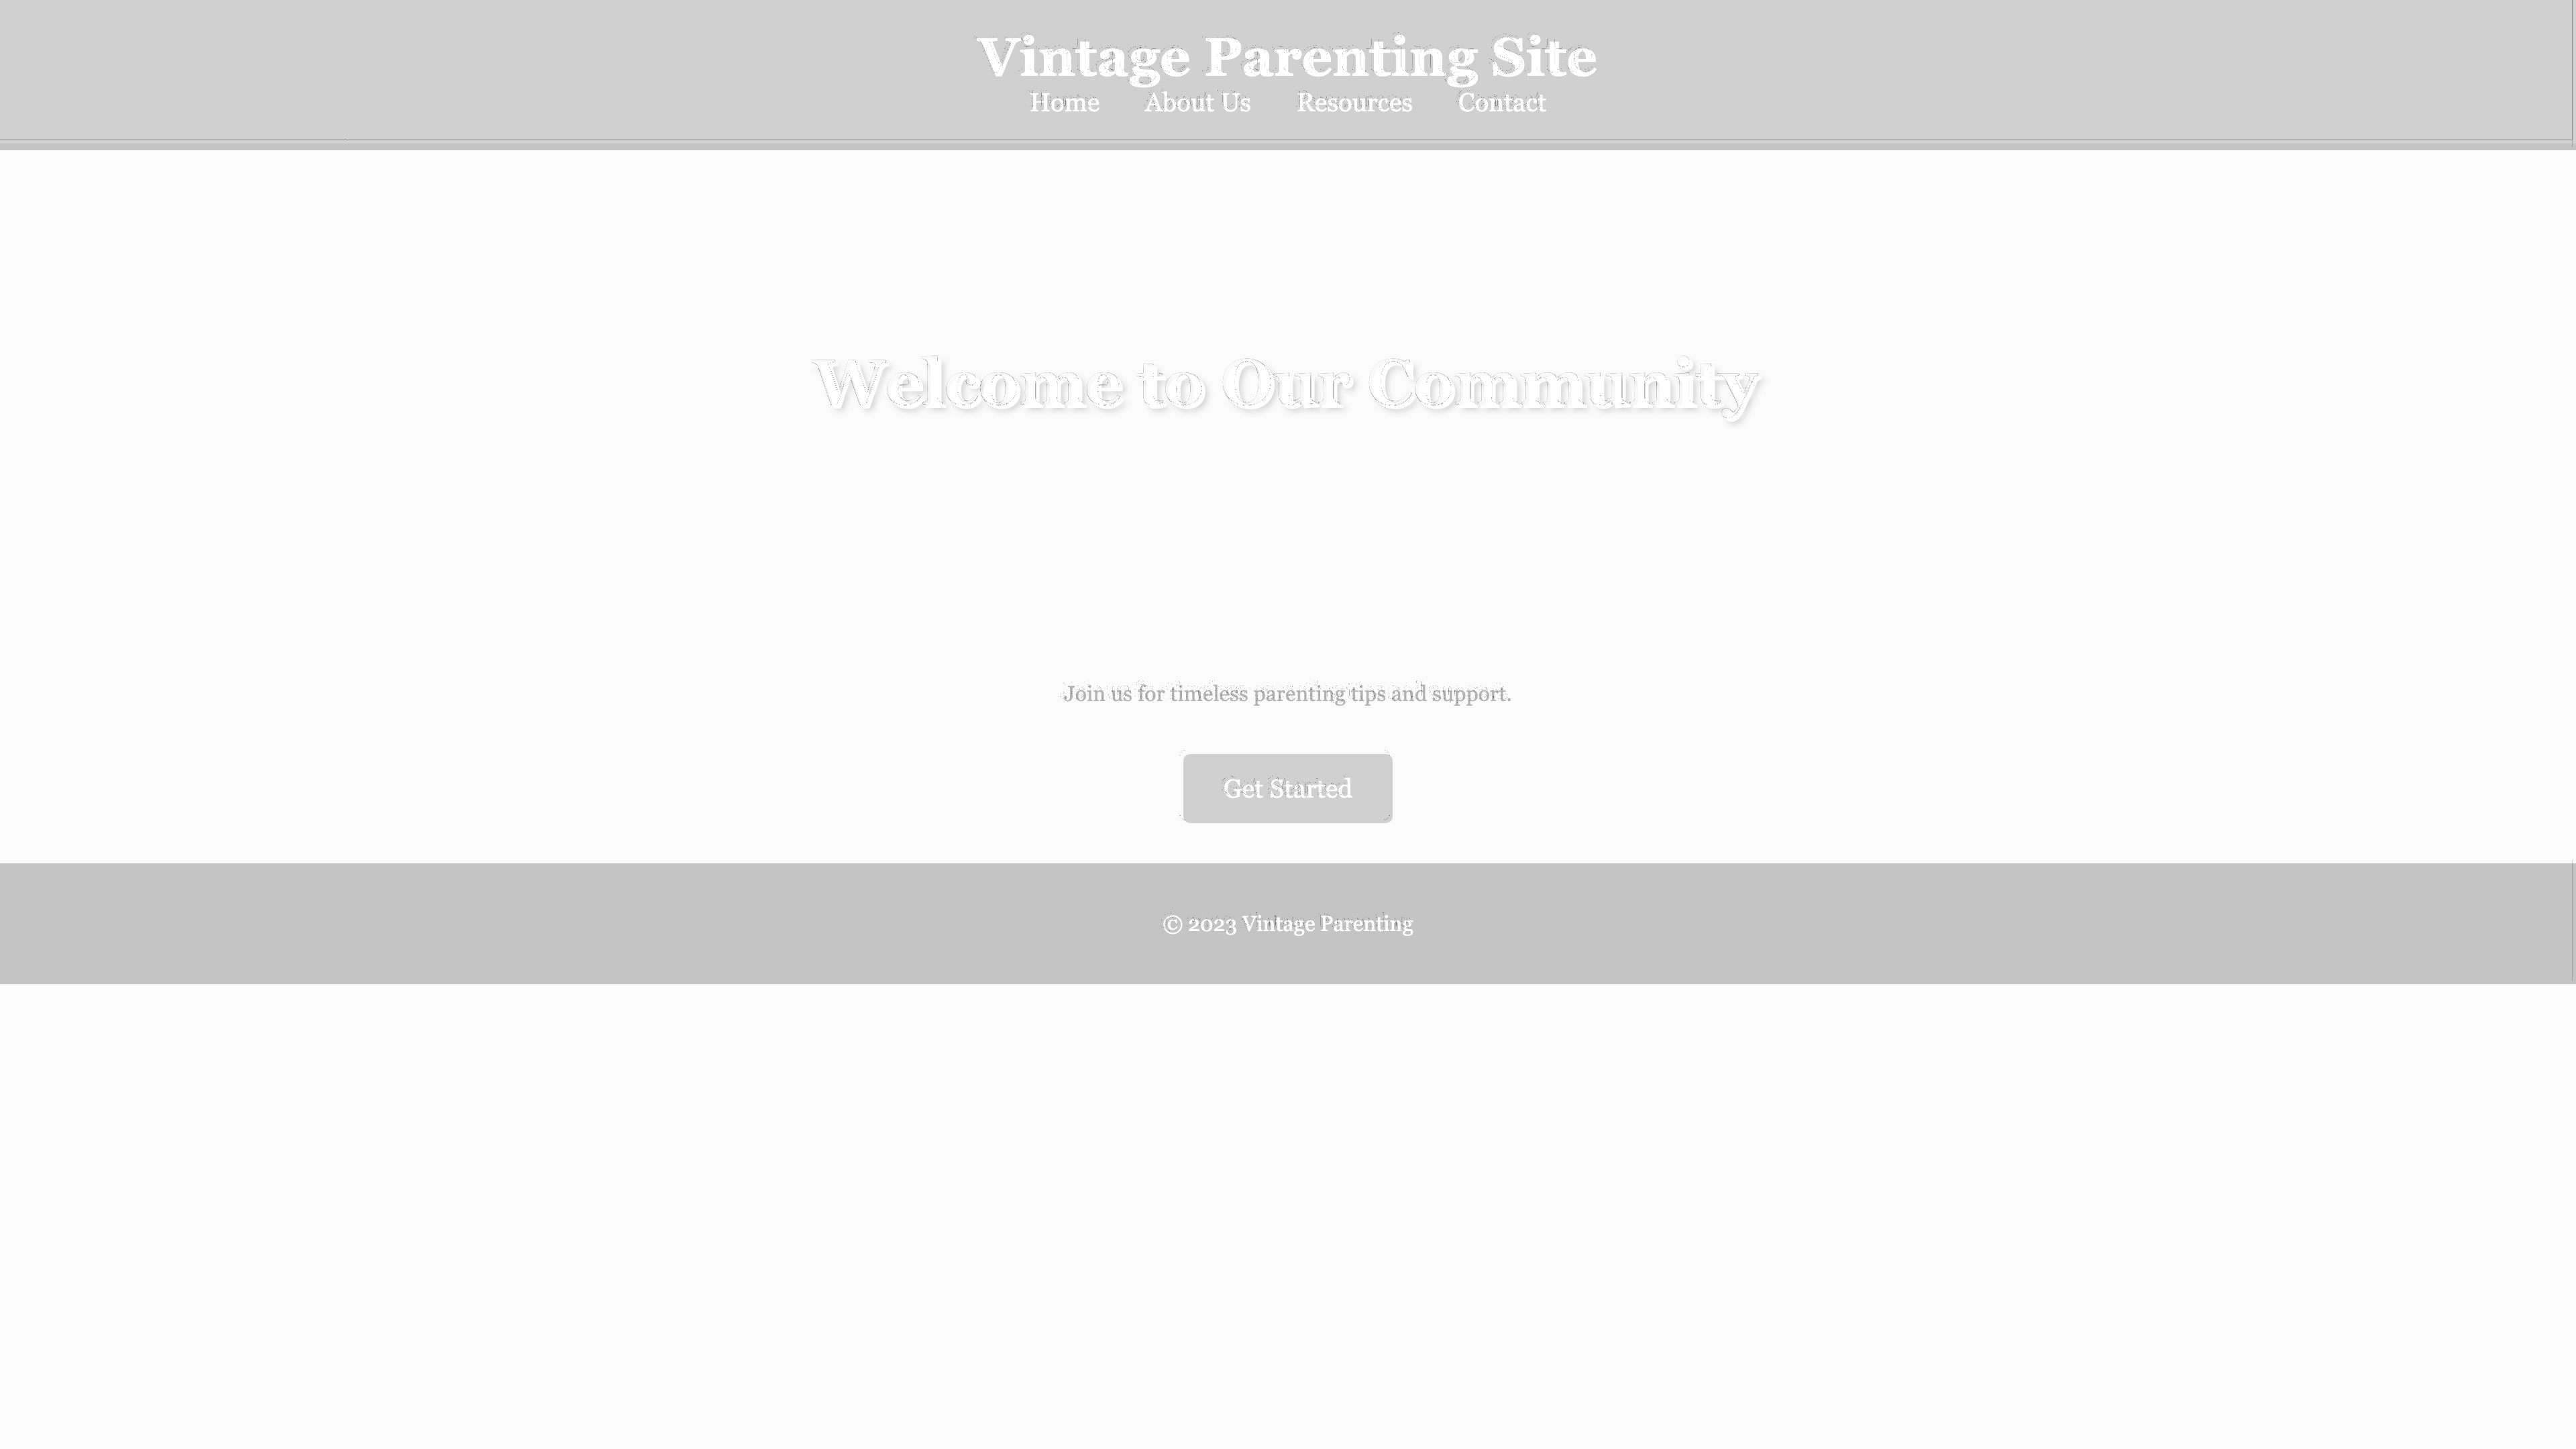 Vintage Parenting Site
Home About Us Resources Contact
Welcome to Our Community
Join us for timeless parenting tips and support.
Get Started
© 2023 Vintage Parenting